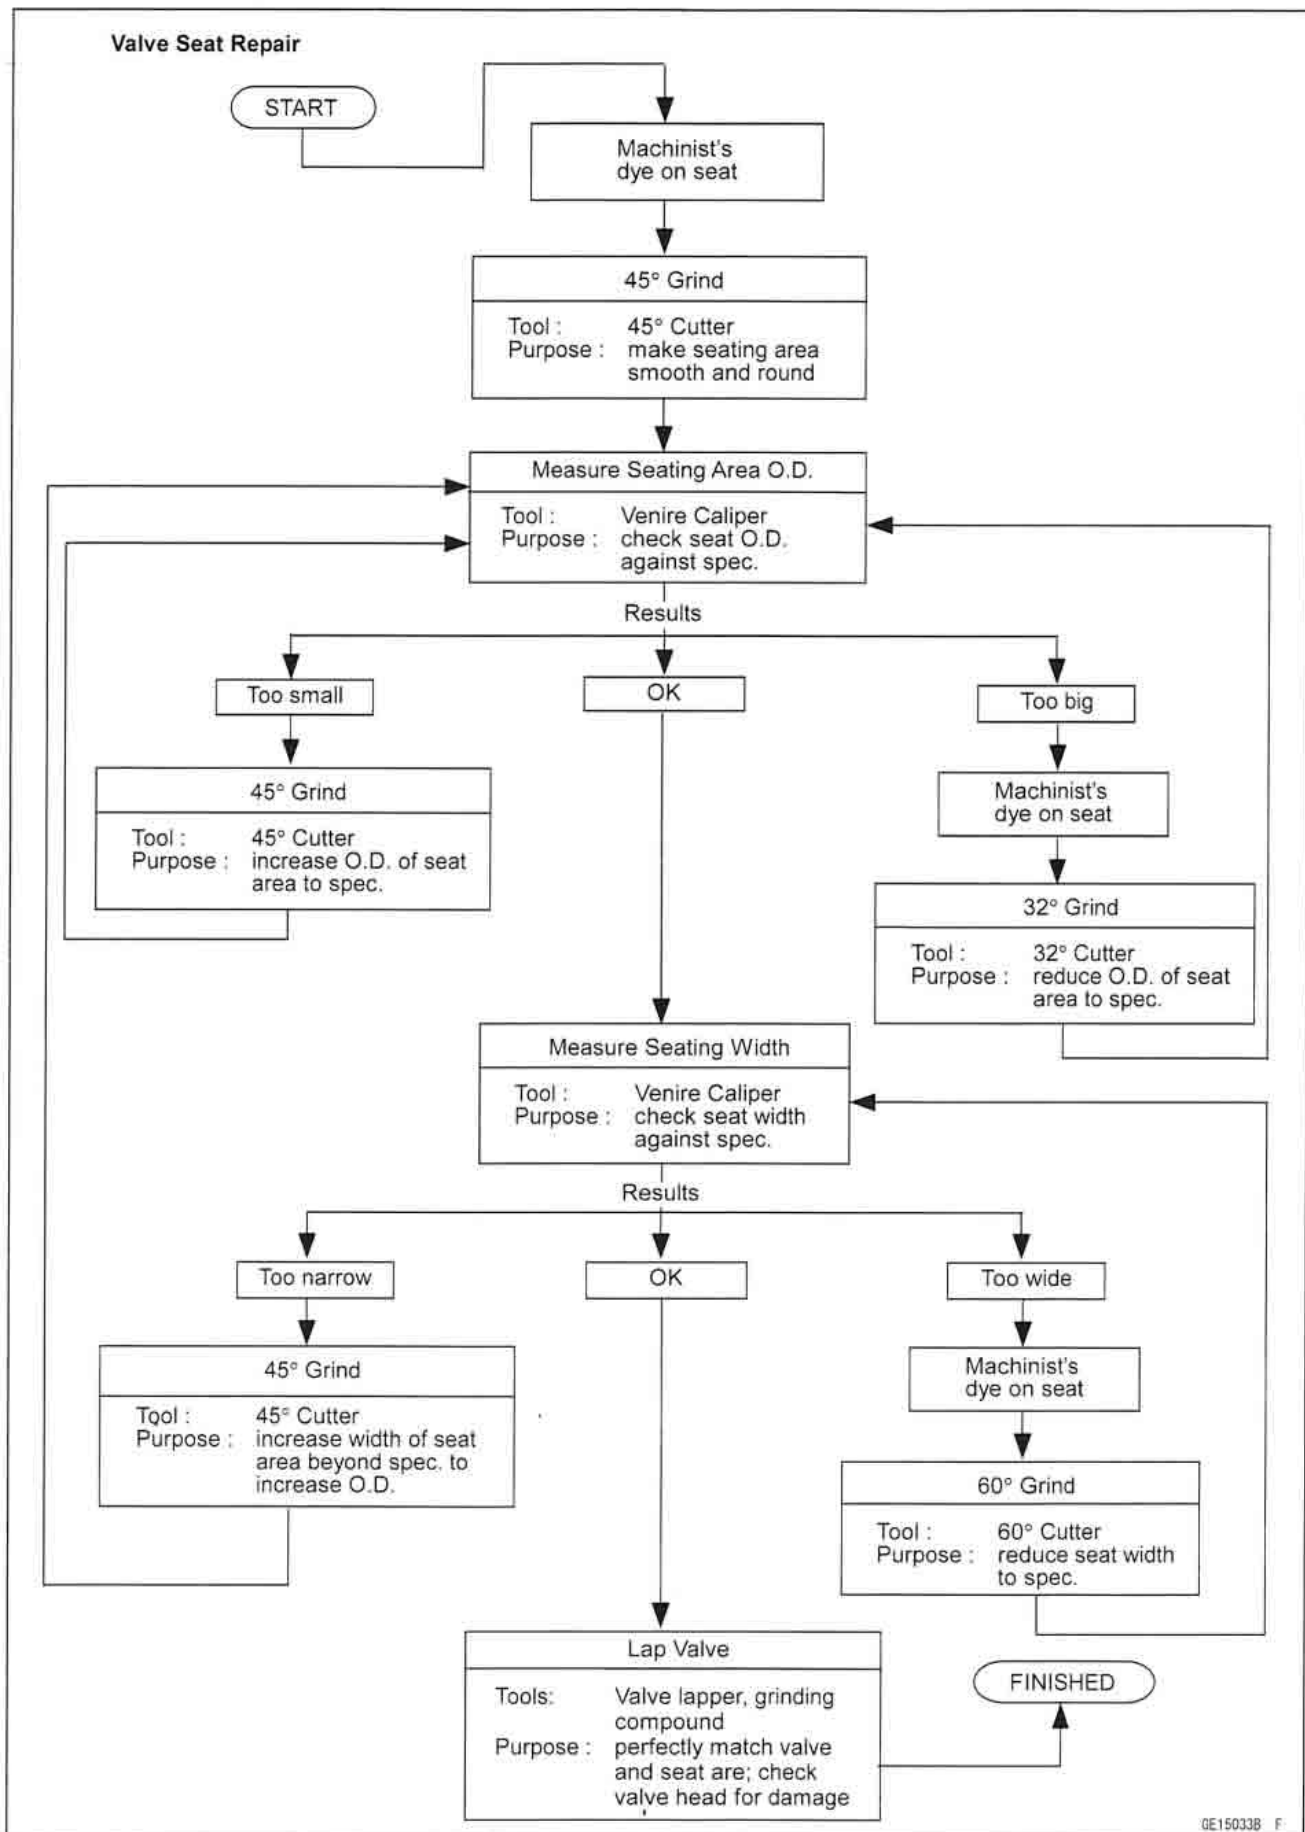 Valve Seat Repair
START
Machinist's
dye on seat
45° Grind
Tool : 45° Cutter
Purpose : make seating area
smooth and round
Measure Seating Area O.D.
Tool : Venire Caliper
Purpose : check seat O.D.
against spec.
Results
Too small
OK
Too big
45° Grind
Tool : 45° Cutter
Purpose : increase O.D. of seat
area to spec.
Machinist's
dye on seat
32° Grind
Tool : 32° Cutter
Purpose : reduce O.D. of seat
area to spec.
Measure Seating Width
Tool : Venire Caliper
Purpose : check seat width
against spec.
Results
Too narrow
OK
Too wide
45° Grind
Tool : 45° Cutter
Purpose : increase width of seat
area beyond spec. to
increase O.D.
Machinist's
dye on seat
60° Grind
Tool : 60° Cutter
Purpose : reduce seat width
to spec.
Lap Valve
Tools: Valve lapper, grinding
compound
Purpose : perfectly match valve
and seat are; check
valve head for damage
FINISHED
GE15033B F